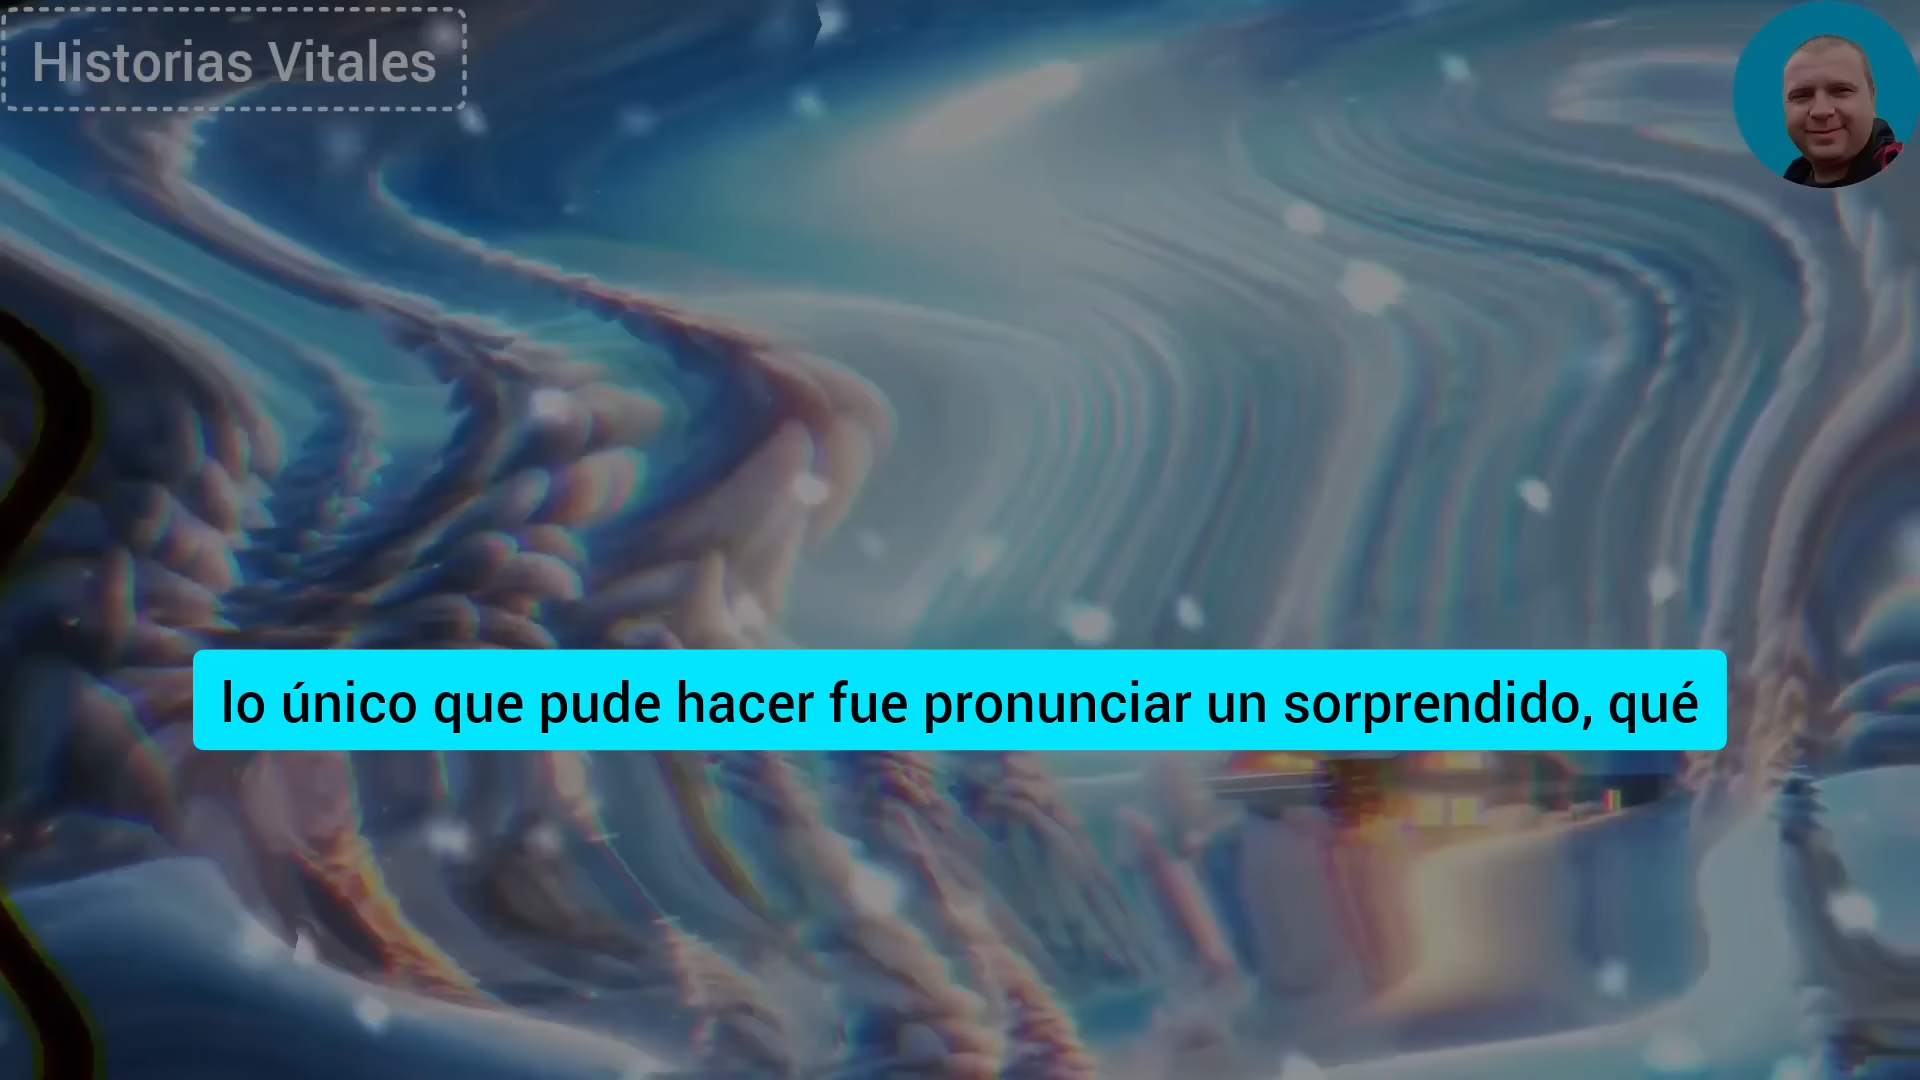 Historias Vitales
lo único que pude hacer fue pronunciar un sorprendido, qué